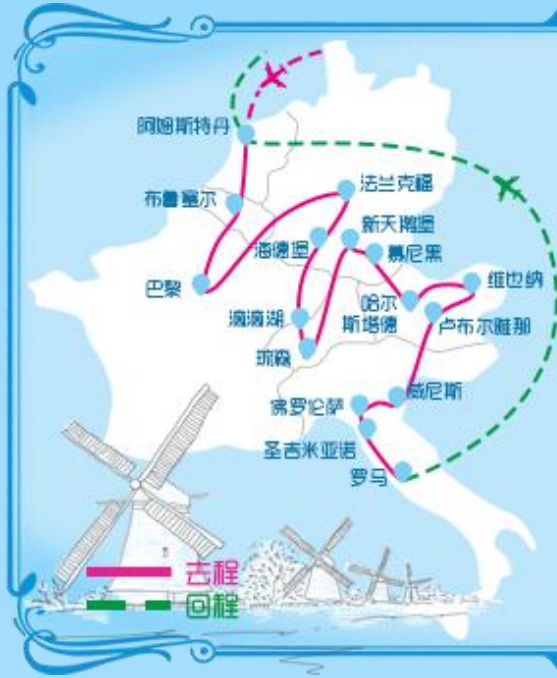 阿姆斯特丹
法兰克福
布鲁塞尔
新天鹅堡
海德堡
慕尼黑
维也纳
巴黎
哈尔
斯塔德
滴滴湖
卢布尔雅那
琉森
威尼斯
佛罗伦萨
圣吉米亚诺
罗马
去程
回程